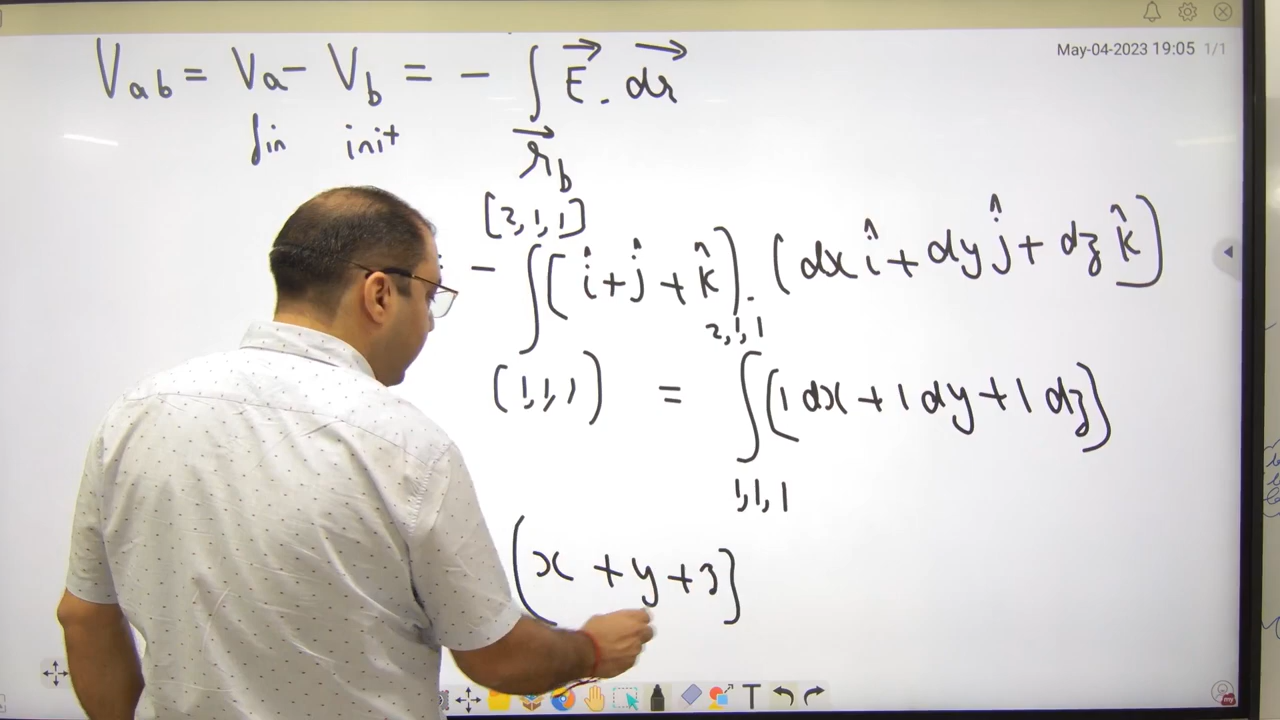 May-04-2023 19:05 1/1
Vab = Va - Vb = - ∫ E⃗ . dr⃗
fin init r⃗b
[2,1,1]
- ∫ (î + ĵ + k̂) . (dx î + dy ĵ + dz k̂)
(1,1,1)
2,1,1
= ∫ (1 dx + 1 dy + 1 dz)
1,1,1
(x + y + z)
T